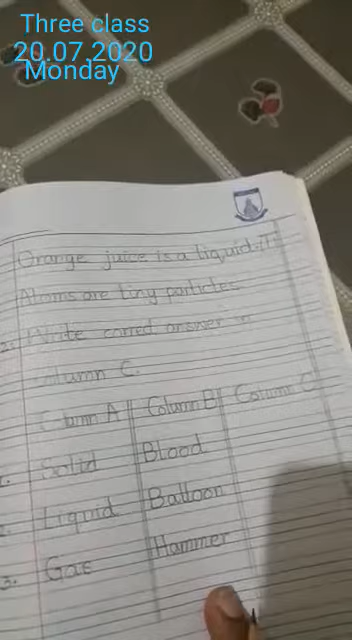 Three class
20.07.2020
Monday
Orange juice is a liquid.
Atoms are tiny particles
2. Write correct answer in
column C.
Column A Column B Column C
1. Solid Blood
2. Liquid Balloon
3. Gas Hammer